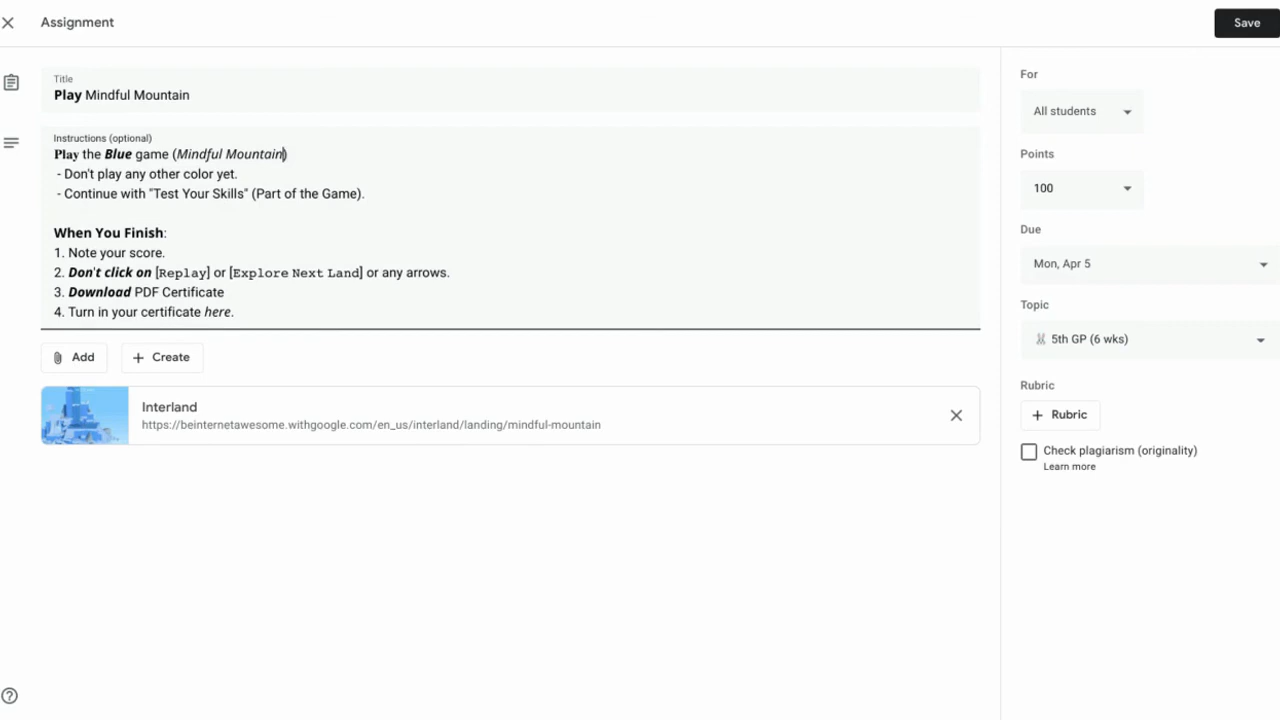 Assignment
Save
Title
Play Mindful Mountain
Instructions (optional)
Play the Blue game (Mindful Mountain)
- Don't play any other color yet.
- Continue with "Test Your Skills" (Part of the Game).
When You Finish:
1. Note your score.
2. Don't click on [Replay] or [Explore Next Land] or any arrows.
3. Download PDF Certificate
4. Turn in your certificate here.
Add
Create
Interland
https://beinternetawesome.withgoogle.com/en_us/interland/landing/mindful-mountain
For
All students
Points
100
Due
Mon, Apr 5
Topic
5th GP (6 wks)
Rubric
Rubric
Check plagiarism (originality)
Learn more